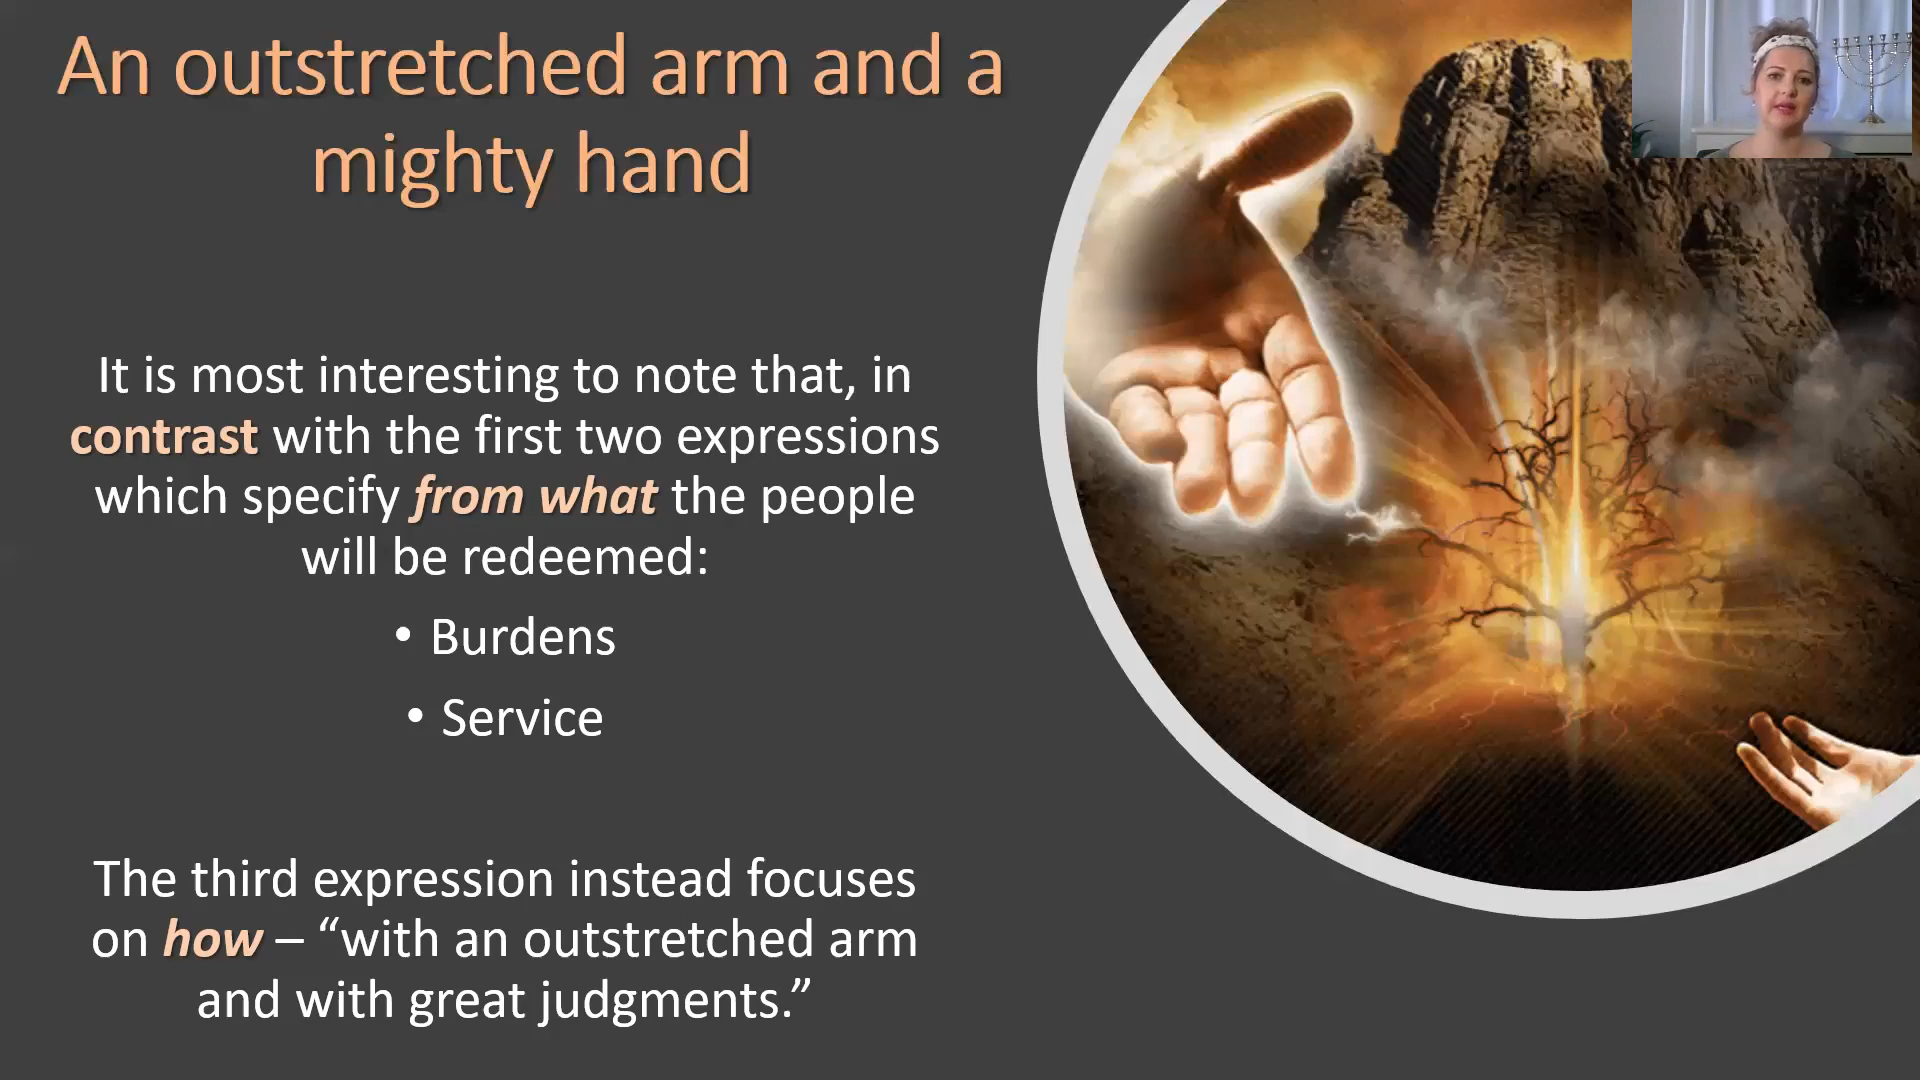 An outstretched arm and a
mighty hand
It is most interesting to note that, in
contrast with the first two expressions
which specify from what the people
will be redeemed:
• Burdens
• Service
The third expression instead focuses
on how – “with an outstretched arm
and with great judgments.”